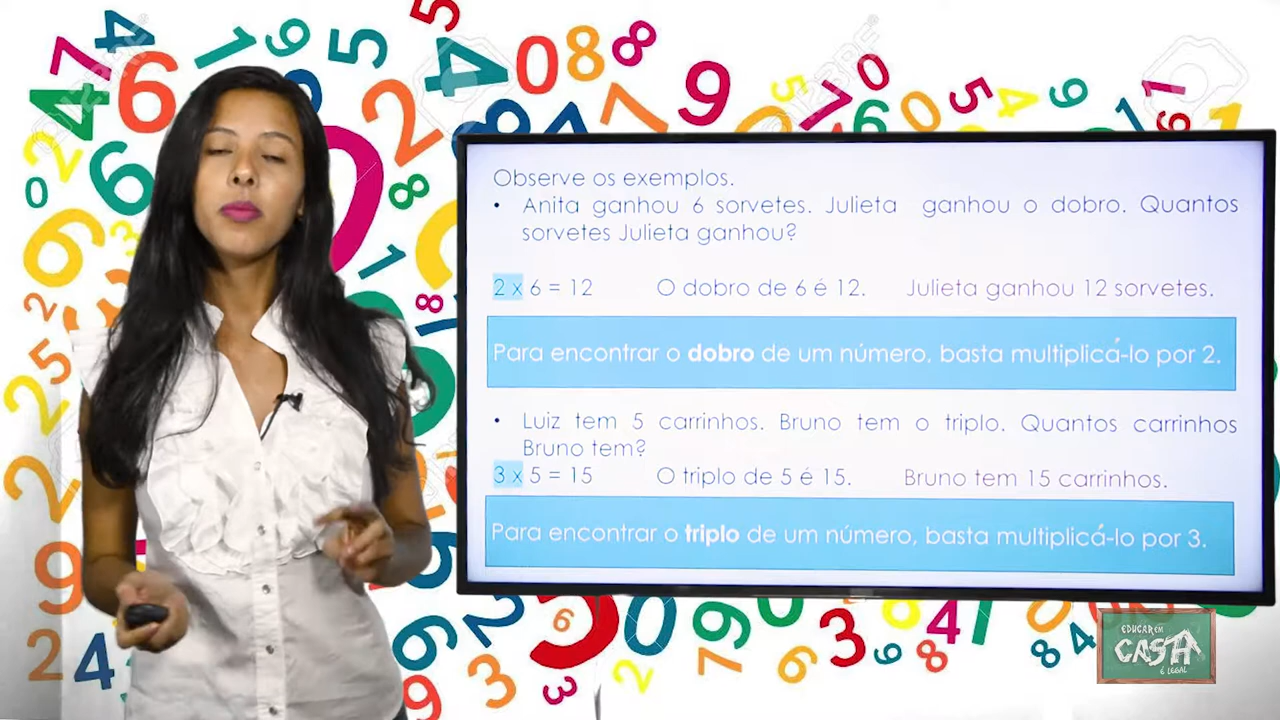 Observe os exemplos.
• Anita ganhou 6 sorvetes. Julieta ganhou o dobro. Quantos
sorvetes Julieta ganhou?
2 x 6 = 12 O dobro de 6 é 12. Julieta ganhou 12 sorvetes.
Para encontrar o dobro de um número, basta multiplicá-lo por 2.
• Luiz tem 5 carrinhos. Bruno tem o triplo. Quantos carrinhos
Bruno tem?
3 x 5 = 15 O triplo de 5 é 15. Bruno tem 15 carrinhos.
Para encontrar o triplo de um número, basta multiplicá-lo por 3.
EDUCAR EM
CASA
É LEGAL